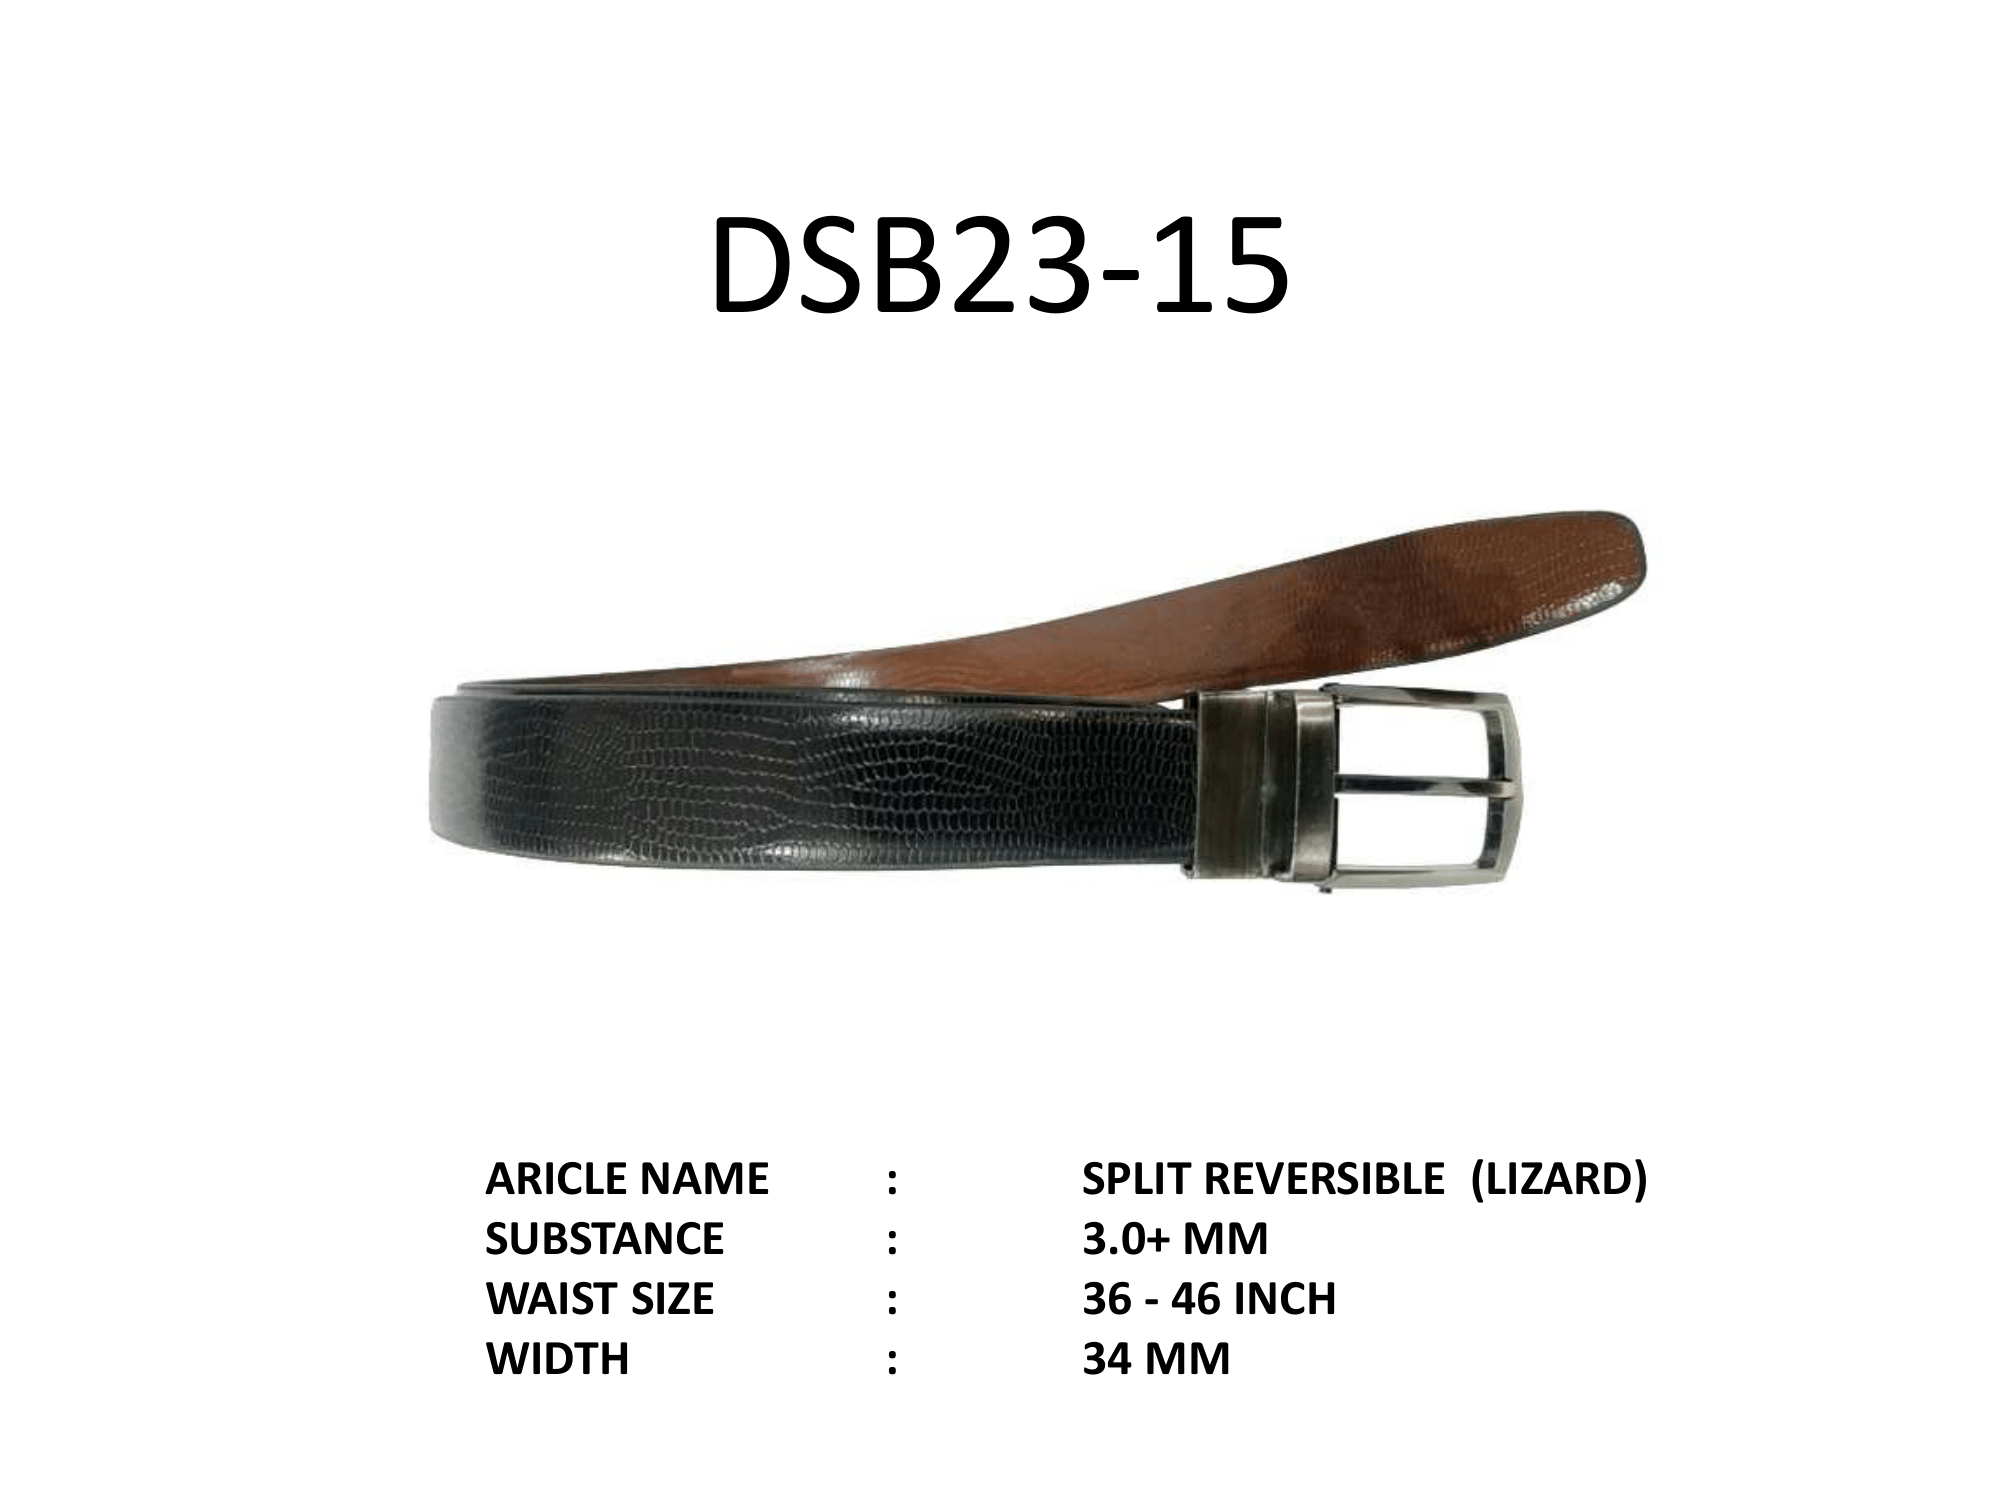 DSB23-15
ARICLE NAME : SPLIT REVERSIBLE (LIZARD)
SUBSTANCE : 3.0+ MM
WAIST SIZE : 36 - 46 INCH
WIDTH : 34 MM